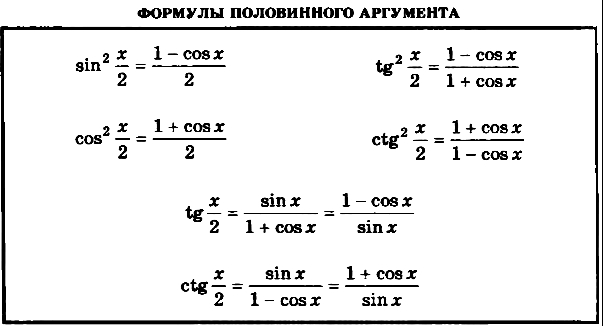 ФОРМУЛЫ ПОЛОВИННОГО АРГУМЕНТА
sin² x/2 = (1 − cos x)/2    tg² x/2 = (1 − cos x)/(1 + cos x)
cos² x/2 = (1 + cos x)/2    ctg² x/2 = (1 + cos x)/(1 − cos x)
tg x/2 = sin x/(1 + cos x) = (1 − cos x)/sin x
ctg x/2 = sin x/(1 − cos x) = (1 + cos x)/sin x